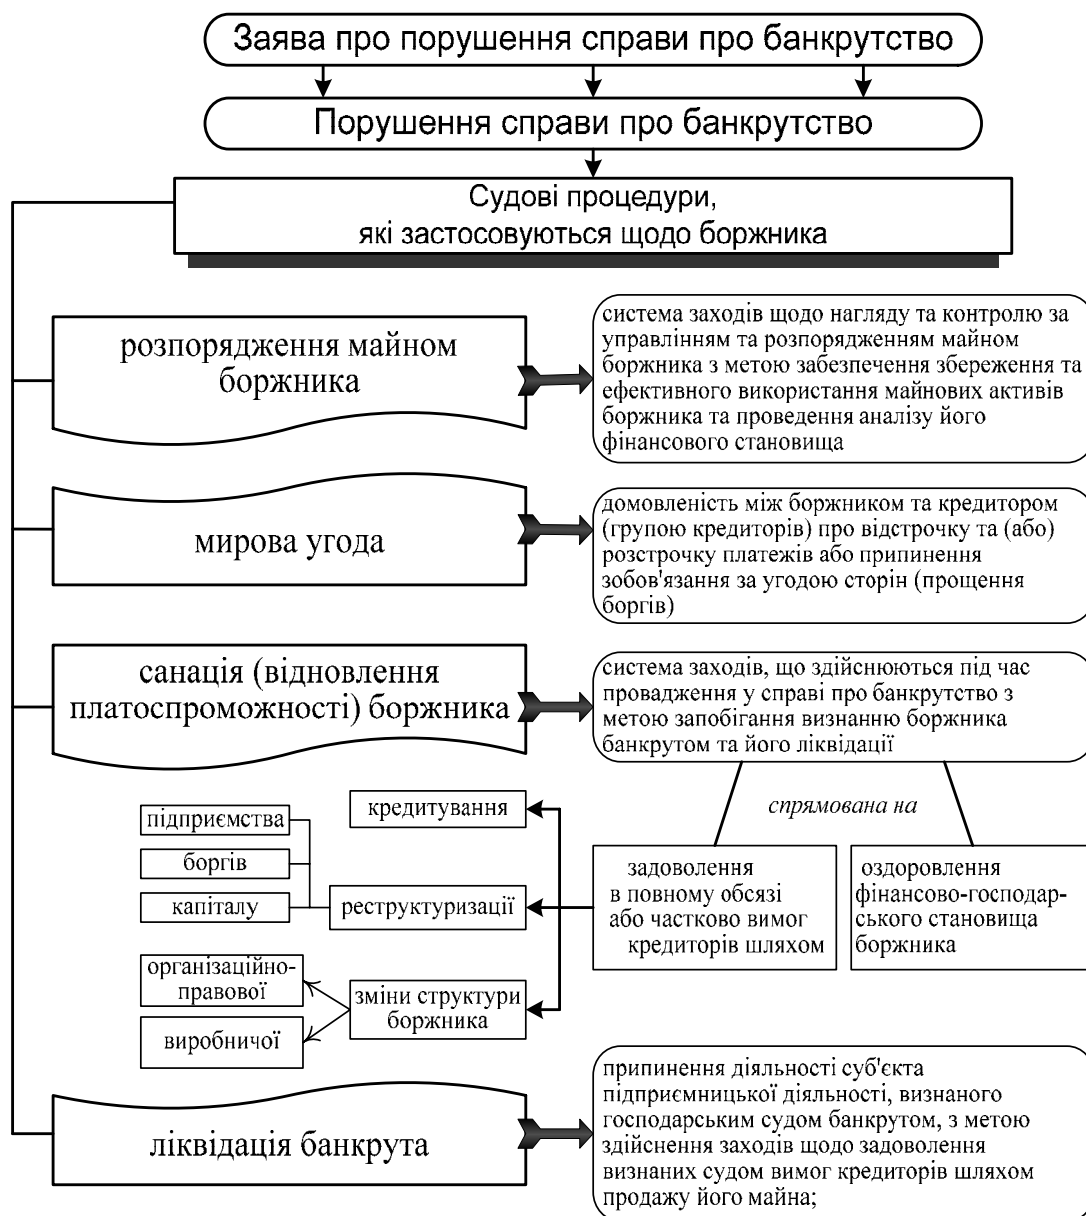 Заява про порушення справи про банкрутство
Порушення справи про банкрутство
Судові процедури,
які застосовуються щодо боржника
розпорядження майном
боржника
система заходів щодо нагляду та контролю за
управлінням та розпорядженням майном
боржника з метою забезпечення збереження та
ефективного використання майнових активів
боржника та проведення аналізу його
фінансового становища
мирова угода
домовленість між боржником та кредитором
(групою кредиторів) про відстрочку та (або)
розстрочку платежів або припинення
зобов'язання за угодою сторін (прощення
боргів)
санація (відновлення
платоспроможності) боржника
система заходів, що здійснюються під час
провадження у справі про банкрутство з
метою запобігання визнанню боржника
банкрутом та його ліквідації
спрямована на
задоволення
в повному обсязі
або частково вимог
кредиторів шляхом
оздоровлення
фінансово-господар-
ського становища
боржника
кредитування
реструктуризації
підприємства
боргів
капіталу
зміни структури
боржника
організаційно-
правової
виробничої
ліквідація банкрута
припинення діяльності суб'єкта
підприємницької діяльності, визнаного
господарським судом банкрутом, з метою
здійснення заходів щодо задоволення
визнаних судом вимог кредиторів шляхом
продажу його майна;